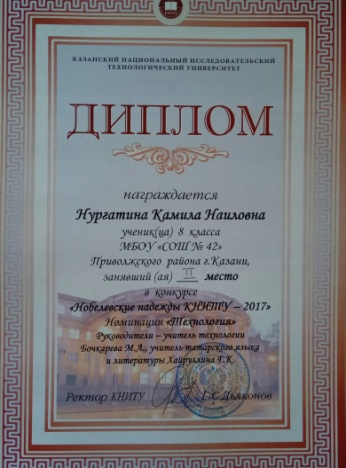 КАЗАНСКИЙ НАЦИОНАЛЬНЫЙ ИССЛЕДОВАТЕЛЬСКИЙ
ТЕХНОЛОГИЧЕСКИЙ УНИВЕРСИТЕТ
ДИПЛОМ
награждается
Нургатина Камила Наиловна
ученик(ца) 8 класса
МБОУ «СОШ № 42»
Приволжского района г.Казани,
занявший (ая) II место
в конкурсе
«Нобелевские надежды КНИТУ – 2017»
Номинация «Технология»
Руководители – учитель технологии
Бочкарева М.А., учитель татарского языка
и литературы Хайруллина Г.К.
Ректор КНИТУ Г.С.Дьяконов